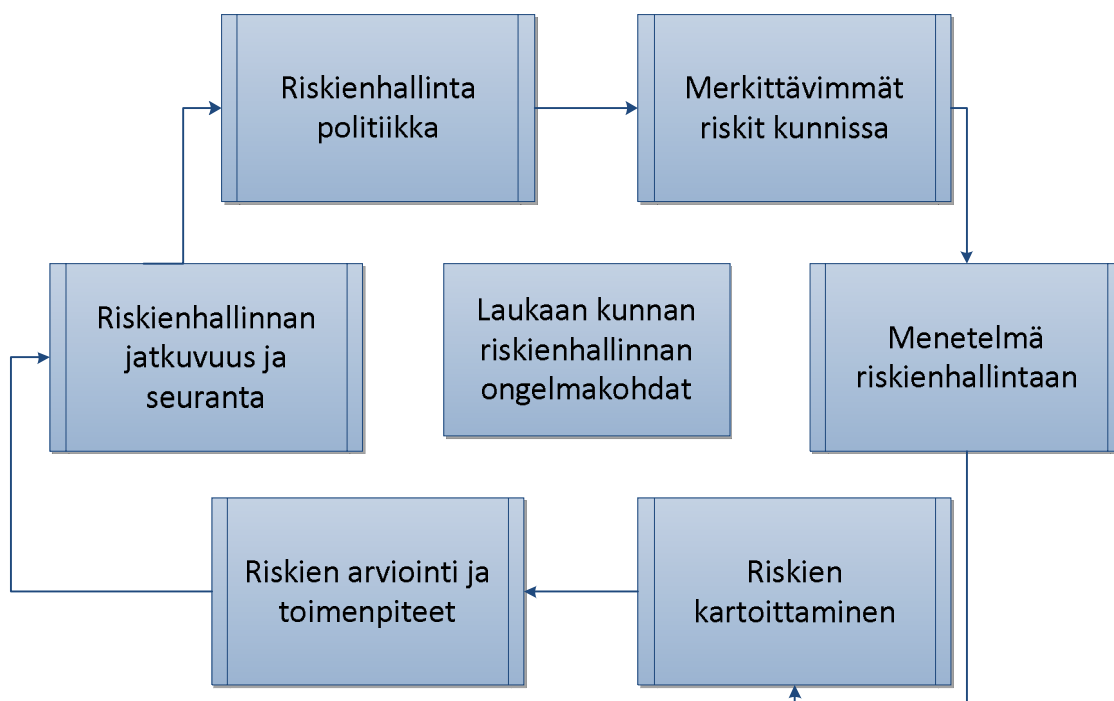 Riskienhallinta
politiikka
Merkittävimmät
riskit kunnissa
Riskienhallinnan
jatkuvuus ja
seuranta
Laukaan kunnan
riskienhallinnan
ongelmakohdat
Menetelmä
riskienhallintaan
Riskien arviointi ja
toimenpiteet
Riskien
kartoittaminen